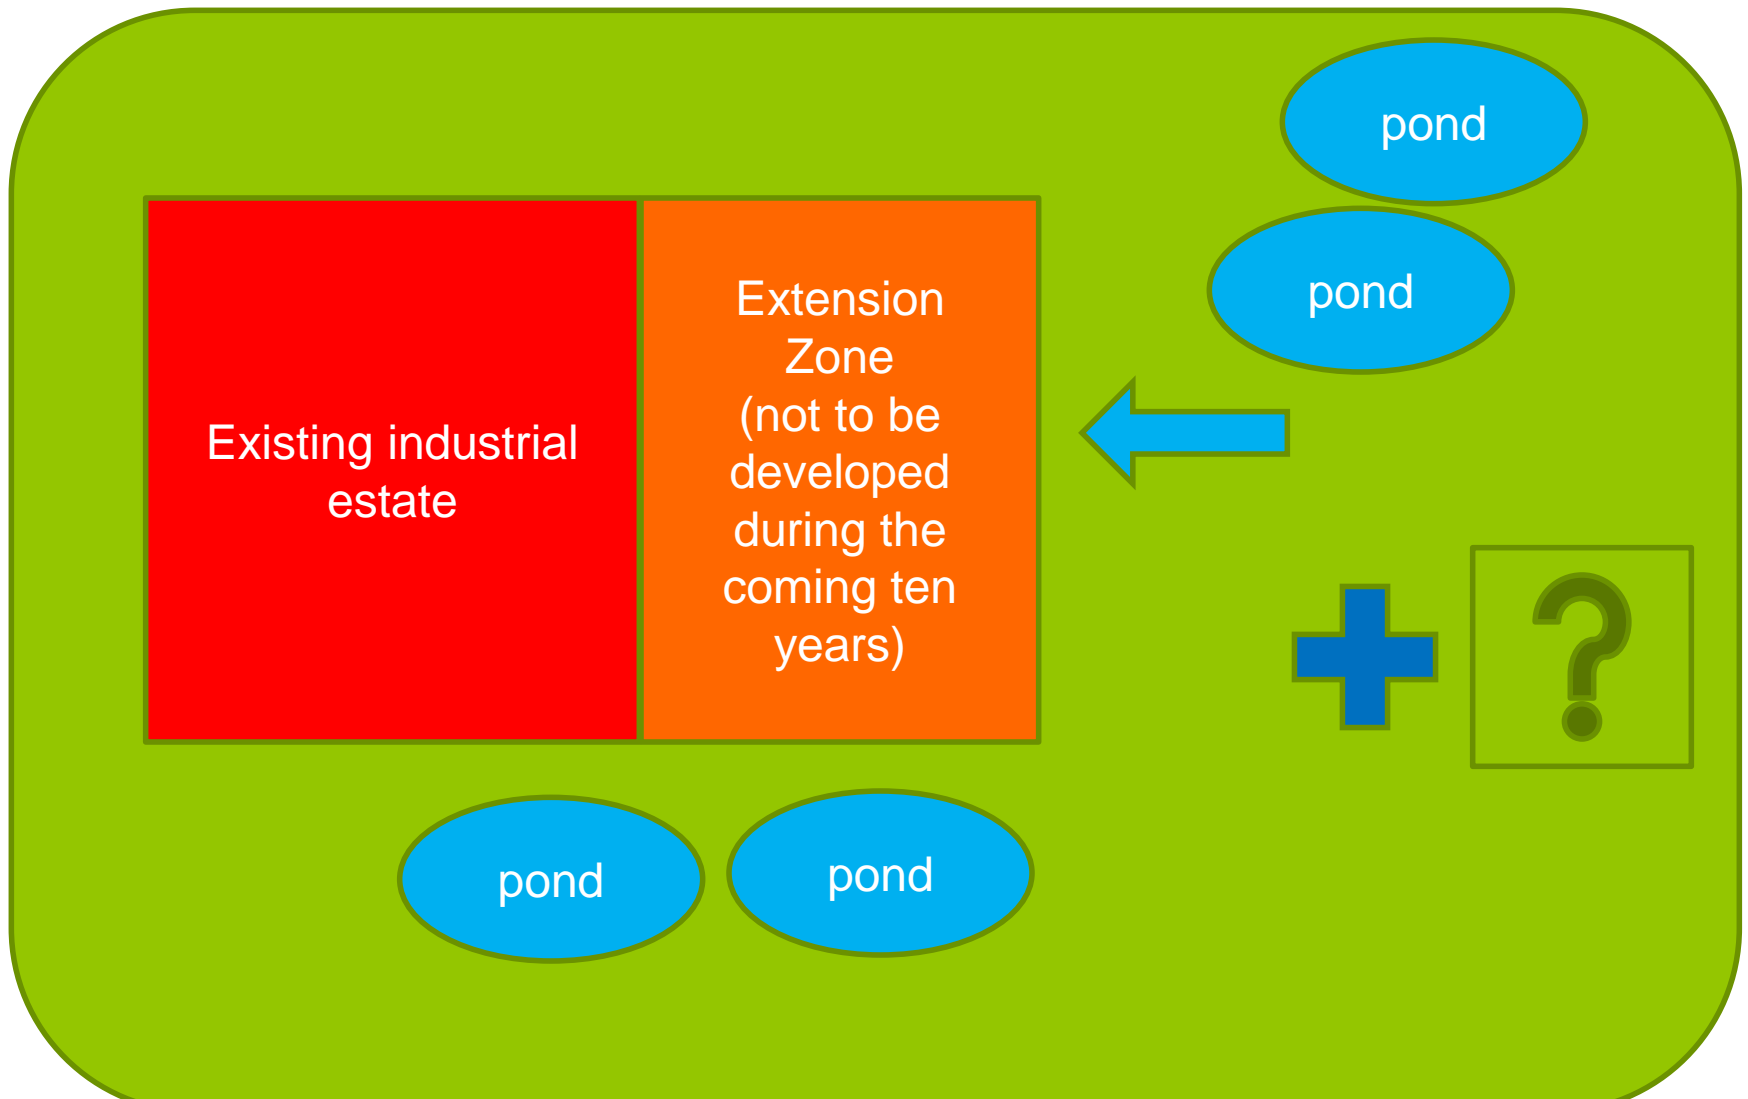 pond
pond
Existing industrial
estate
Extension
Zone
(not to be
developed
during the
coming ten
years)
?
pond
pond